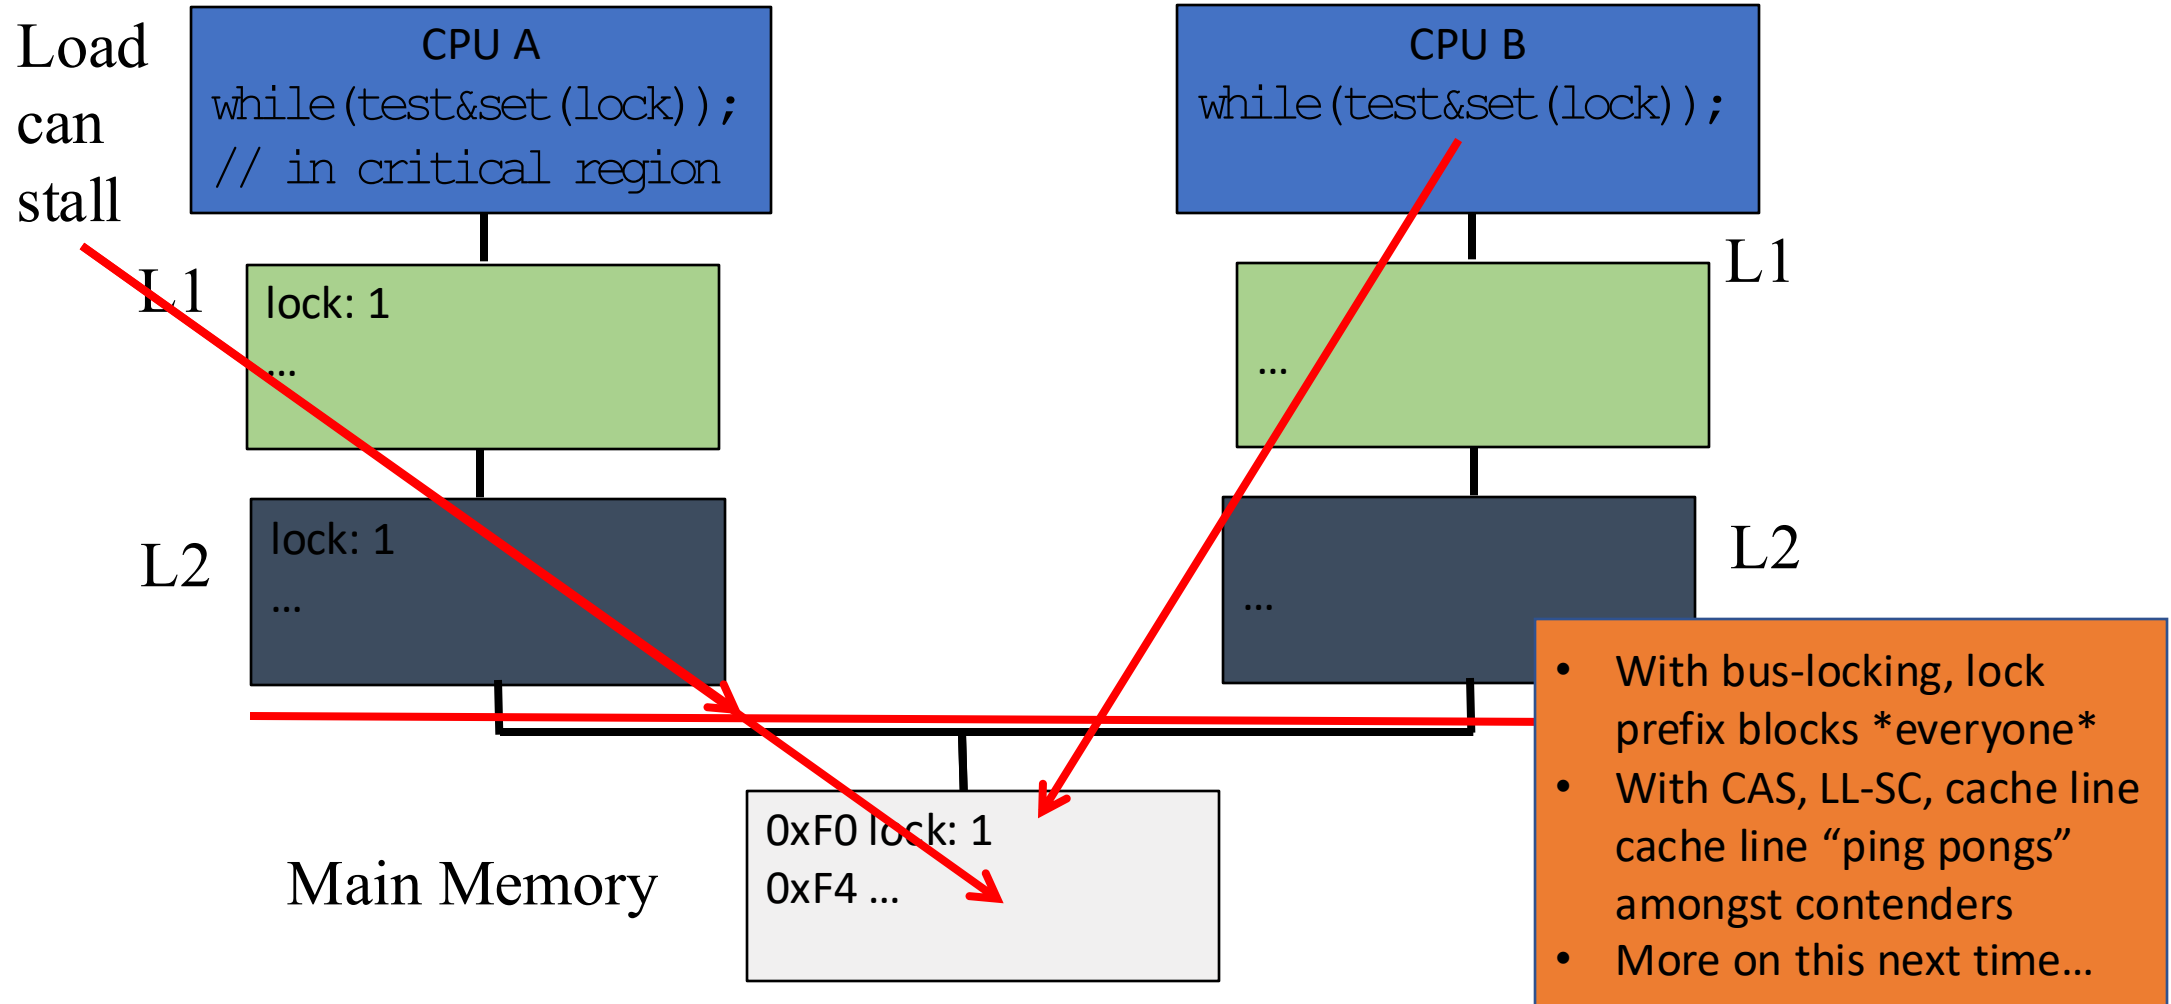 Load
can
stall
CPU A
while(test&set(lock));
// in critical region
CPU B
while(test&set(lock));
L1
lock: 1
…
…
L1
L2
lock: 1
…
…
L2
Main Memory
0xF0 lock: 1
0xF4 …
• With bus-locking, lock
prefix blocks *everyone*
• With CAS, LL-SC, cache line
cache line “ping pongs”
amongst contenders
• More on this next time…